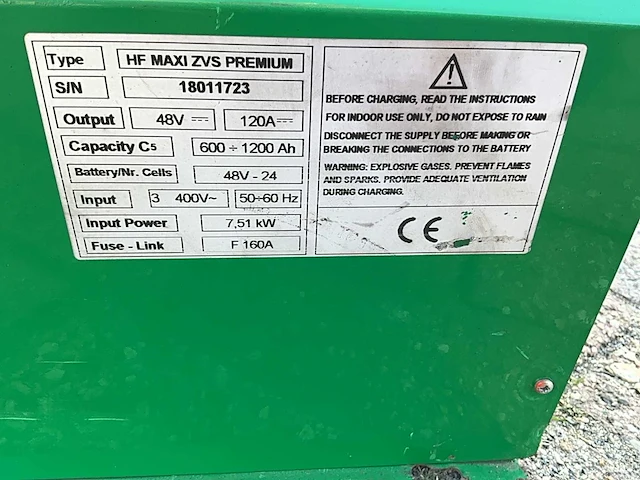 Type HF MAXI ZVS PREMIUM
S/N 18011723
Output 48V ⎓ 120A⎓
Capacity C5 600 ÷ 1200 Ah
Battery/Nr. Cells 48V - 24
Input 3 400V~ 50÷60 Hz
Input Power 7,51 kW
Fuse - Link F 160A
BEFORE CHARGING, READ THE INSTRUCTIONS
FOR INDOOR USE ONLY, DO NOT EXPOSE TO RAIN
DISCONNECT THE SUPPLY BEFORE MAKING OR
BREAKING THE CONNECTIONS TO THE BATTERY
WARNING: EXPLOSIVE GASES. PREVENT FLAMES
AND SPARKS. PROVIDE ADEQUATE VENTILATION
DURING CHARGING.
CE